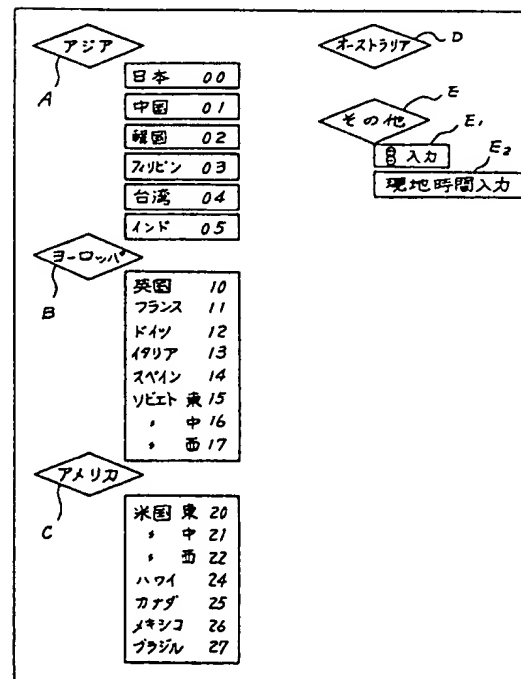 アジア
A
日本 00
中国 01
韓国 02
フィリピン 03
台湾 04
インド 05
ヨーロッパ
B
英国 10
フランス 11
ドイツ 12
イタリア 13
スペイン 14
ソビエト 東 15
〃 中 16
〃 西 17
アメリカ
C
米国 東 20
〃 中 21
〃 西 22
ハワイ 24
カナダ 25
メキシコ 26
ブラジル 27
オーストラリア
D
その他
E
入力
E1
現地時間入力
E2